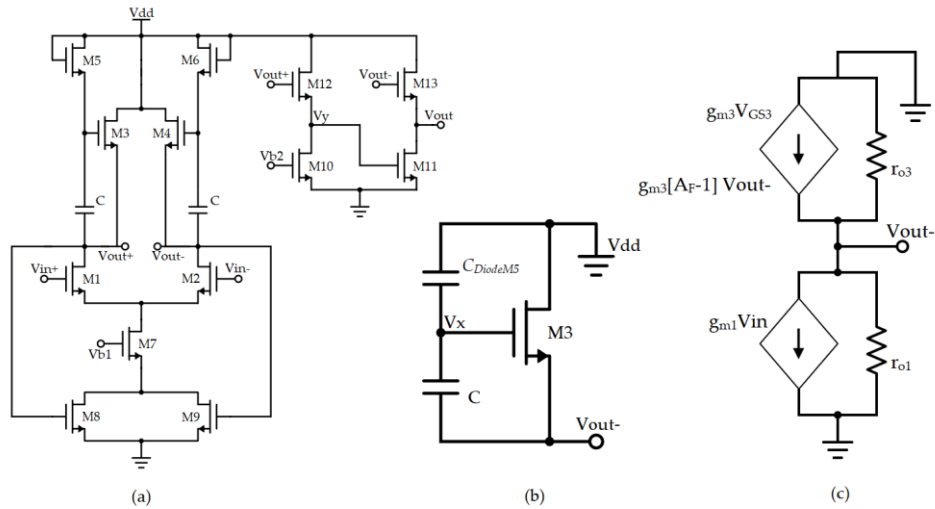 Vdd
M5
M6
Vout+
M12
Vout-
M13
M3
M4
Vy
Vout
Vb2
M10
M11
C
C
Vout+
Vout-
Vin+
M1
M2
Vin-
M7
Vb1
M8
M9
(a)
Vdd
CDiodeM5
Vx
M3
C
Vout-
(b)
gm3VGS3
ro3
gm3[AF-1] Vout-
Vout-
gm1Vin
ro1
(c)